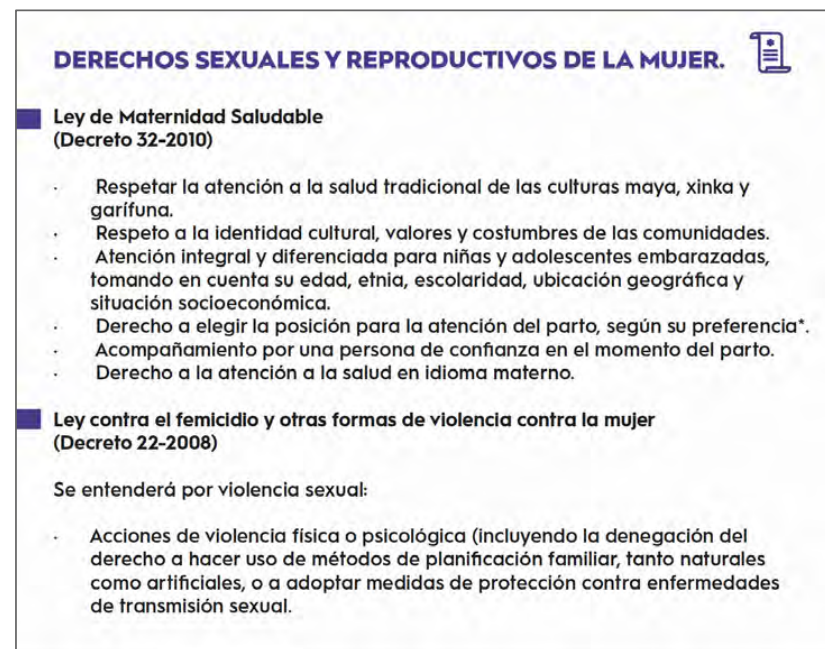 DERECHOS SEXUALES Y REPRODUCTIVOS DE LA MUJER.
Ley de Maternidad Saludable
(Decreto 32-2010)
· Respetar la atención a la salud tradicional de las culturas maya, xinka y
garífuna.
· Respeto a la identidad cultural, valores y costumbres de las comunidades.
· Atención integral y diferenciada para niñas y adolescentes embarazadas,
tomando en cuenta su edad, etnia, escolaridad, ubicación geográfica y
situación socioeconómica.
· Derecho a elegir la posición para la atención del parto, según su preferencia*.
· Acompañamiento por una persona de confianza en el momento del parto.
· Derecho a la atención a la salud en idioma materno.
Ley contra el femicidio y otras formas de violencia contra la mujer
(Decreto 22-2008)
Se entenderá por violencia sexual:
· Acciones de violencia física o psicológica (incluyendo la denegación del
derecho a hacer uso de métodos de planificación familiar, tanto naturales
como artificiales, o a adoptar medidas de protección contra enfermedades
de transmisión sexual.